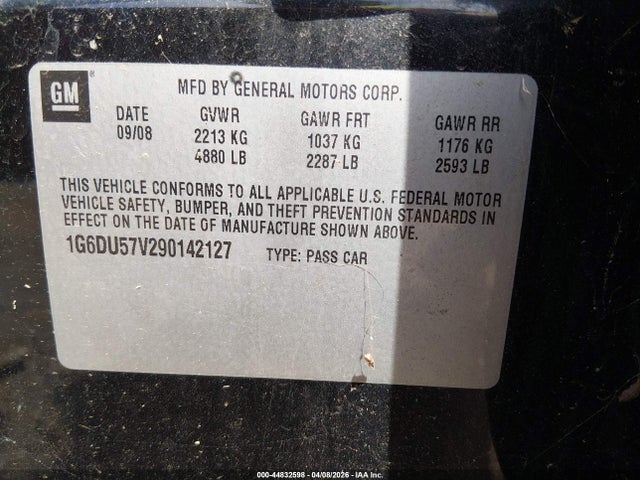 GM ®
MFD BY GENERAL MOTORS CORP.
DATE GVWR GAWR FRT GAWR RR
09/08 2213 KG 1037 KG 1176 KG
4880 LB 2287 LB 2593 LB
THIS VEHICLE CONFORMS TO ALL APPLICABLE U.S. FEDERAL MOTOR
VEHICLE SAFETY, BUMPER, AND THEFT PREVENTION STANDARDS IN
EFFECT ON THE DATE OF MANUFACTURE SHOWN ABOVE.
1G6DU57V290142127 TYPE: PASS CAR
000-44832598 - 04/08/2026 - IAA Inc.